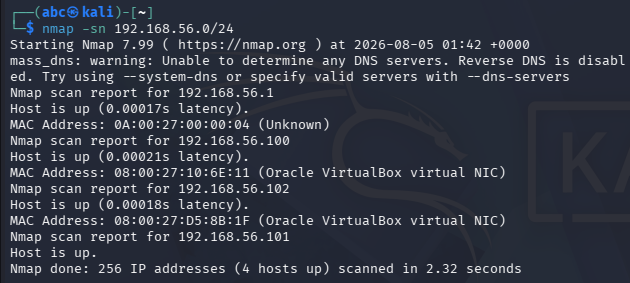 ┌──(abc㉿kali)-[~]
└─$ nmap -sn 192.168.56.0/24
Starting Nmap 7.99 ( https://nmap.org ) at 2026-08-05 01:42 +0000
mass_dns: warning: Unable to determine any DNS servers. Reverse DNS is disabl
ed. Try using --system-dns or specify valid servers with --dns-servers
Nmap scan report for 192.168.56.1
Host is up (0.00017s latency).
MAC Address: 0A:00:27:00:00:04 (Unknown)
Nmap scan report for 192.168.56.100
Host is up (0.00021s latency).
MAC Address: 08:00:27:10:6E:11 (Oracle VirtualBox virtual NIC)
Nmap scan report for 192.168.56.102
Host is up (0.00018s latency).
MAC Address: 08:00:27:D5:8B:1F (Oracle VirtualBox virtual NIC)
Nmap scan report for 192.168.56.101
Host is up.
Nmap done: 256 IP addresses (4 hosts up) scanned in 2.32 seconds
KA